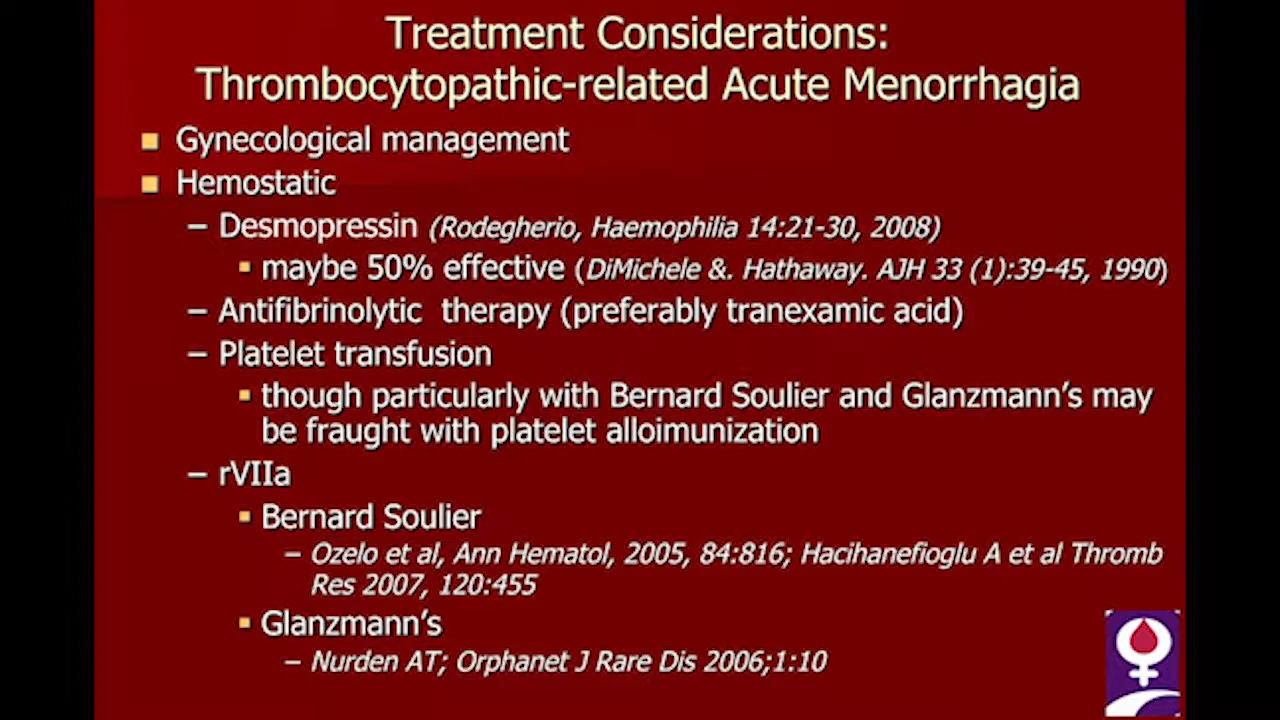 Treatment Considerations:
Thrombocytopathic-related Acute Menorrhagia
Gynecological management
Hemostatic
– Desmopressin (Rodegherio, Haemophilia 14:21-30, 2008)
maybe 50% effective (DiMichele &. Hathaway. AJH 33 (1):39-45, 1990)
– Antifibrinolytic therapy (preferably tranexamic acid)
– Platelet transfusion
though particularly with Bernard Soulier and Glanzmann's may
be fraught with platelet alloimunization
– rVIIa
Bernard Soulier
– Ozelo et al, Ann Hematol, 2005, 84:816; Hacihanefioglu A et al Thromb
Res 2007, 120:455
Glanzmann's
– Nurden AT; Orphanet J Rare Dis 2006;1:10